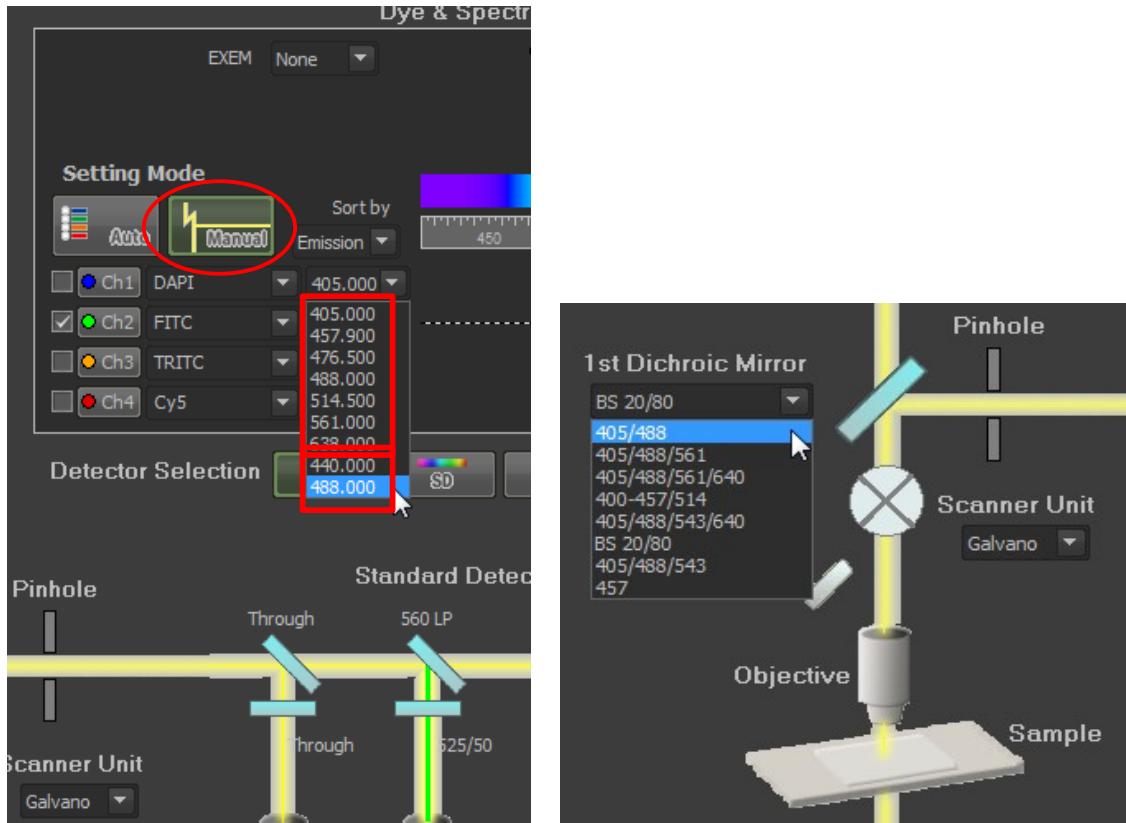 Dye & Spectr
EXEM None
Setting Mode
Auto Manual
Sort by
Emission
450
Ch1 DAPI 405.000
Ch2 FITC
Ch3 TRITC
Ch4 Cy5
405.000
457.900
476.500
488.000
514.500
561.000
638.000
440.000
488.000
Detector Selection
SD
Pinhole
Standard Detec
Through
560 LP
Through
525/50
Scanner Unit
Galvano
1st Dichroic Mirror
BS 20/80
405/488
405/488/561
405/488/561/640
400-457/514
405/488/543/640
BS 20/80
405/488/543
457
Pinhole
Scanner Unit
Galvano
Objective
Sample